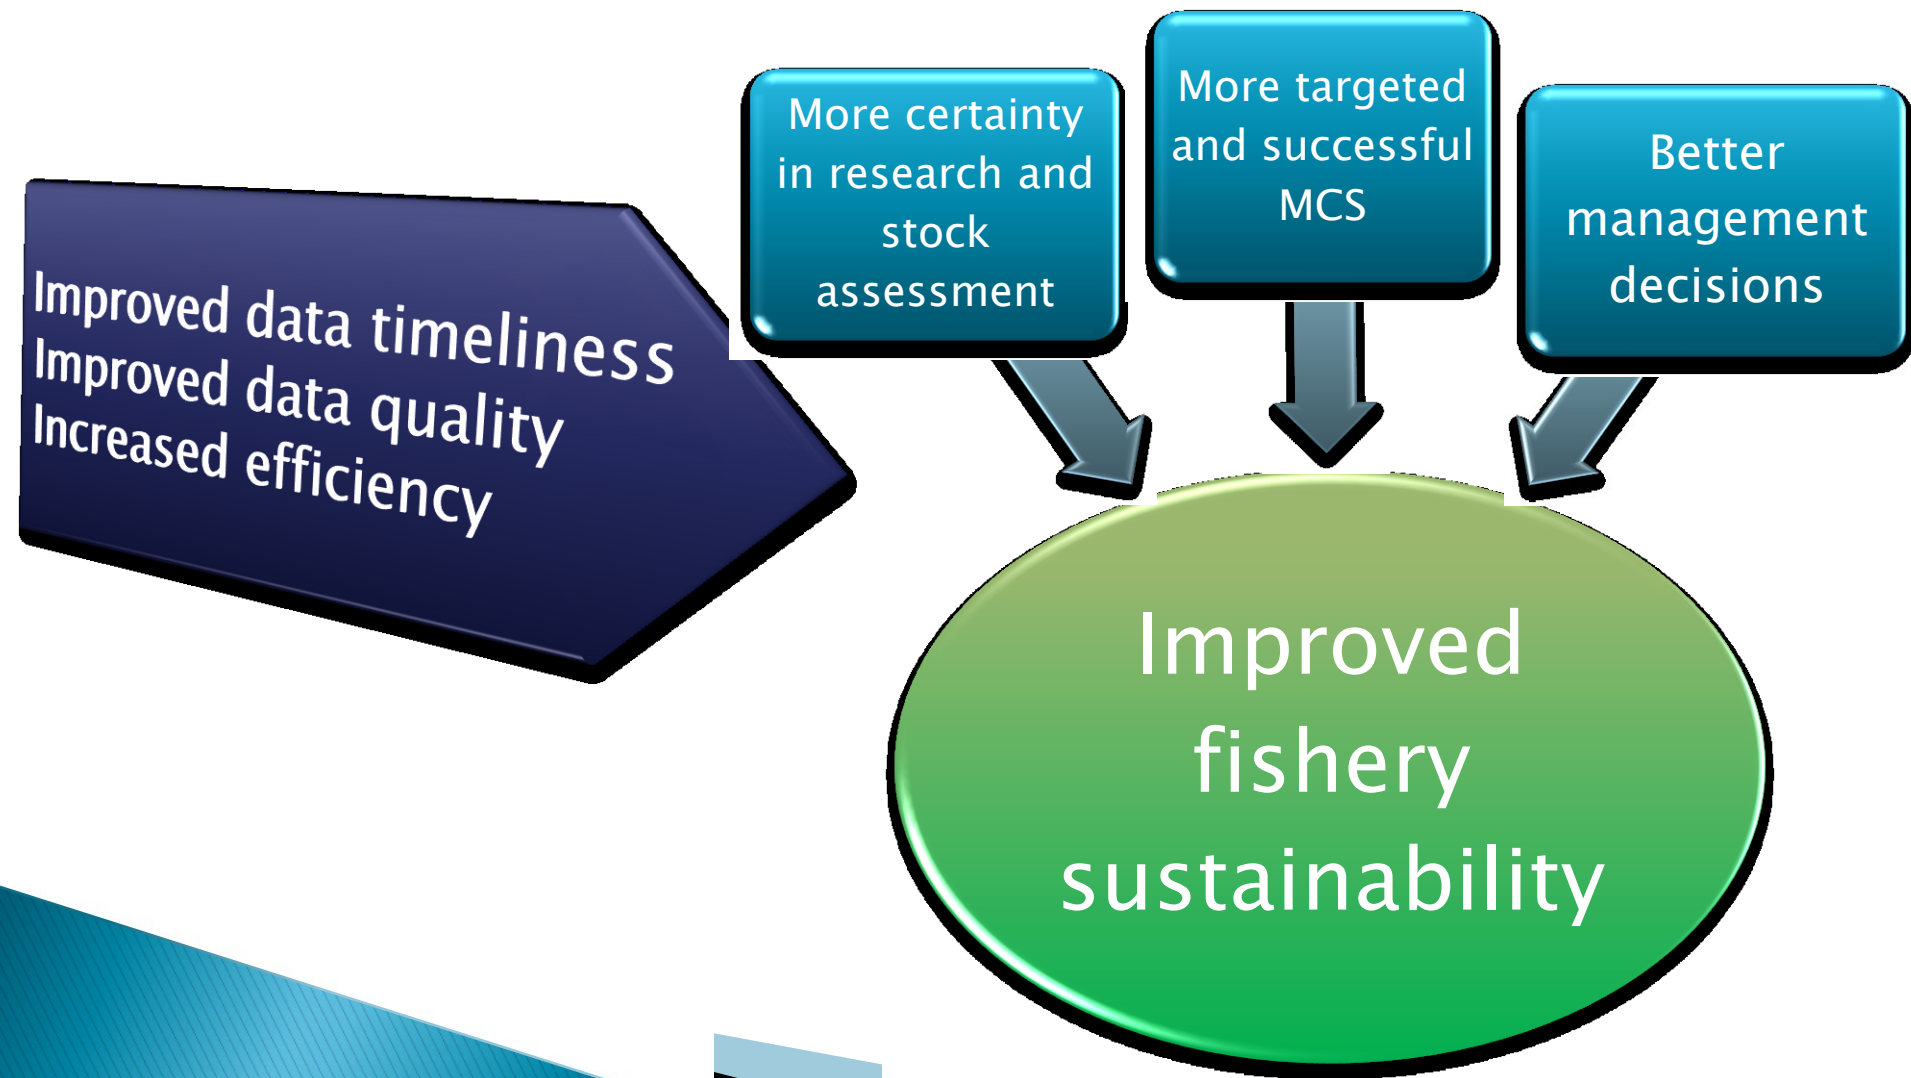 Improved data timeliness
Improved data quality
Increased efficiency
More certainty
in research and
stock
assessment
More targeted
and successful
MCS
Better
management
decisions
Improved
fishery
sustainability